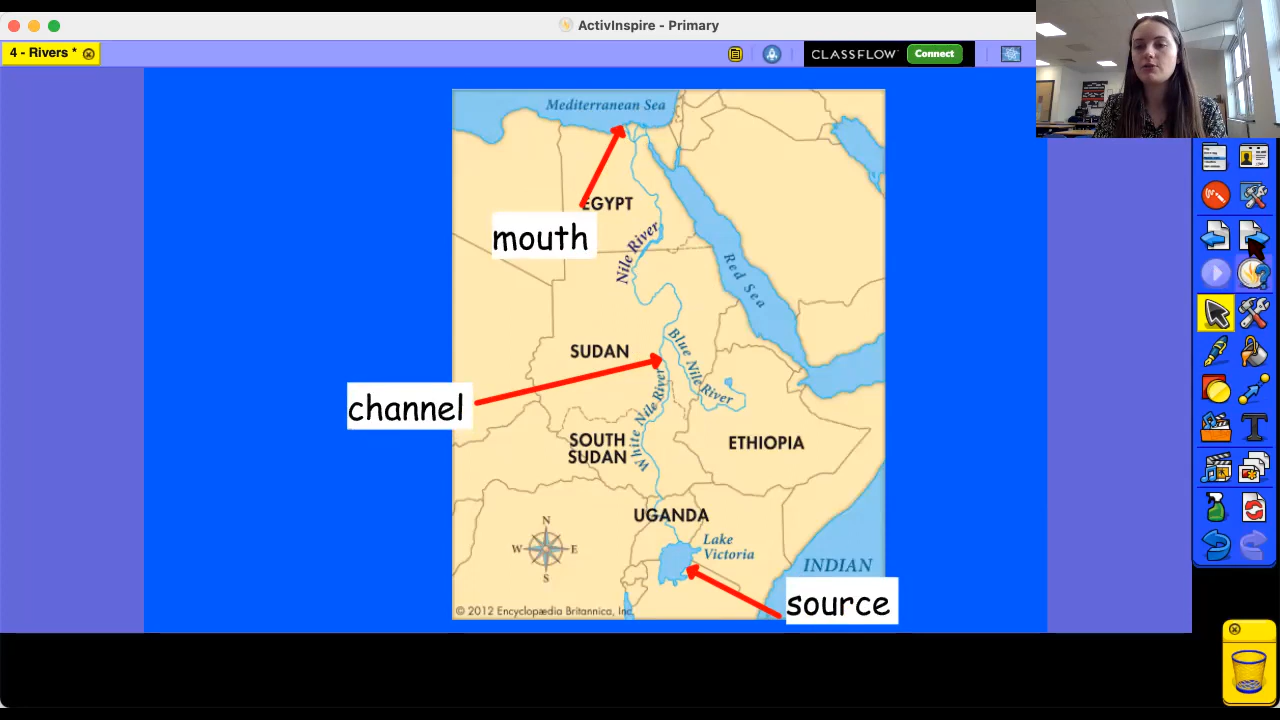 ActivInspire - Primary
4 - Rivers *
CLASSFLOW
Connect
Mediterranean Sea
EGYPT
mouth
Nile River
Red Sea
SUDAN
Blue Nile River
channel
White Nile River
SOUTH
SUDAN
ETHIOPIA
UGANDA
N
W
E
S
Lake
Victoria
INDIAN
source
© 2012 Encyclopædia Britannica, Inc.
T